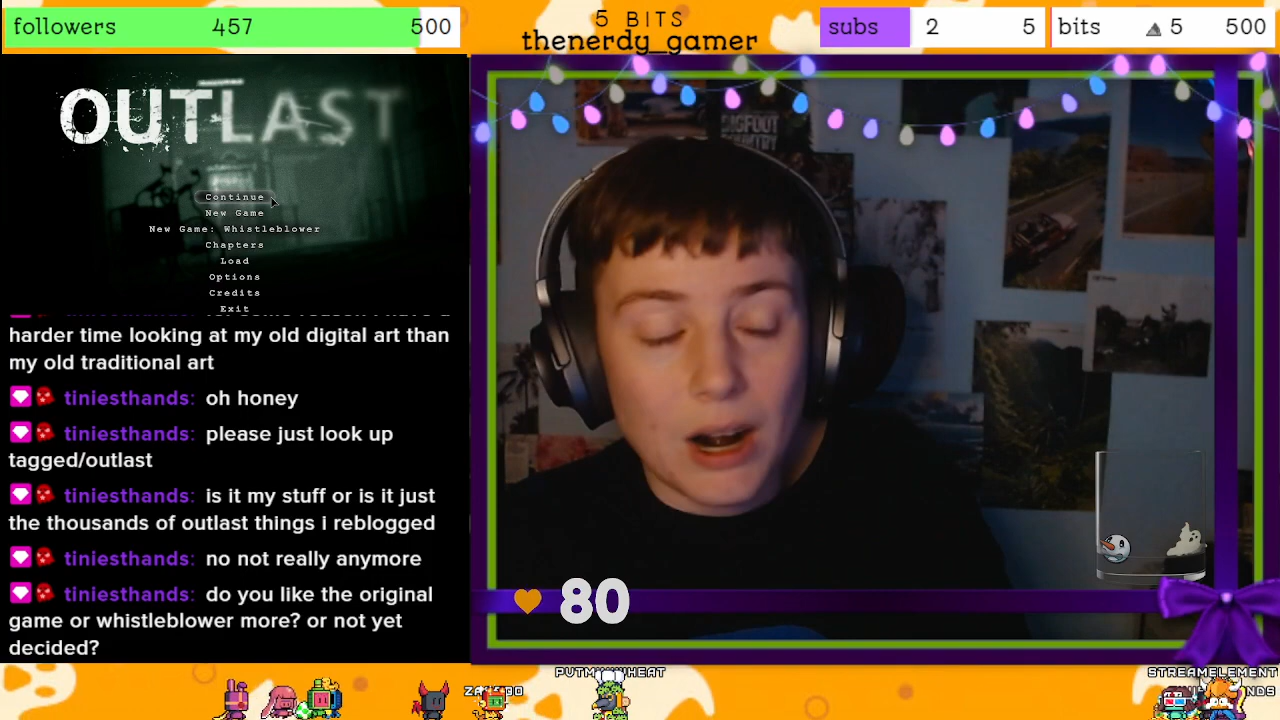 followers 457 500
5 BITS
thenerdy_gamer
subs 2 5
bits 5 500
OUTLAST
Continue
New Game
New Game: Whistleblower
Chapters
Load
Options
Credits
Exit
BIGFOOT
COUNTRY
harder time looking at my old digital art than
my old traditional art
tiniesthands: oh honey
tiniesthands: please just look up
tagged/outlast
tiniesthands: is it my stuff or is it just
the thousands of outlast things i reblogged
tiniesthands: no not really anymore
tiniesthands: do you like the original
game or whistleblower more? or not yet
decided?
80
STREAMELEMENT